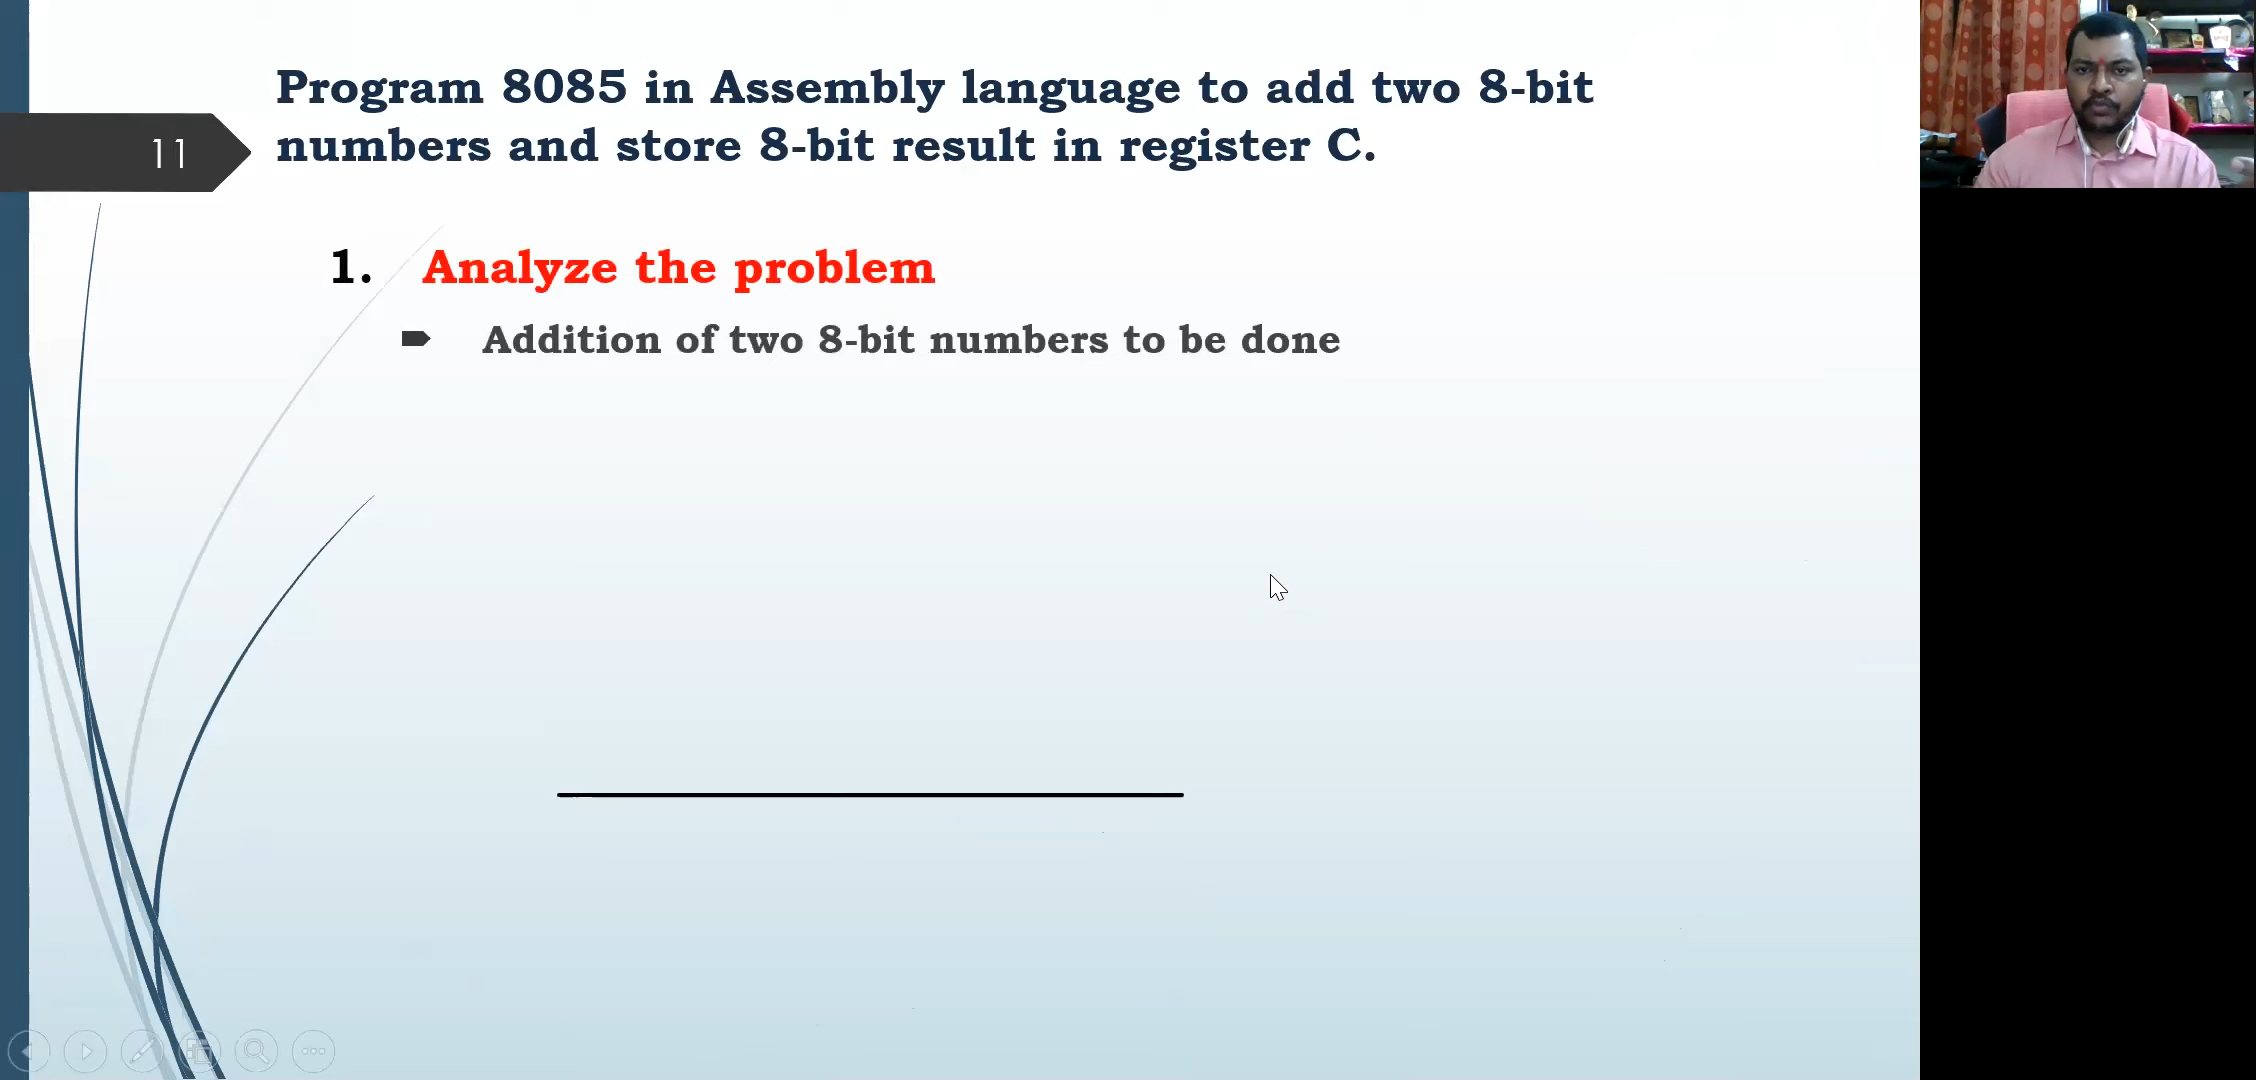 Program 8085 in Assembly language to add two 8-bit
numbers and store 8-bit result in register C.
11
1. Analyze the problem
Addition of two 8-bit numbers to be done